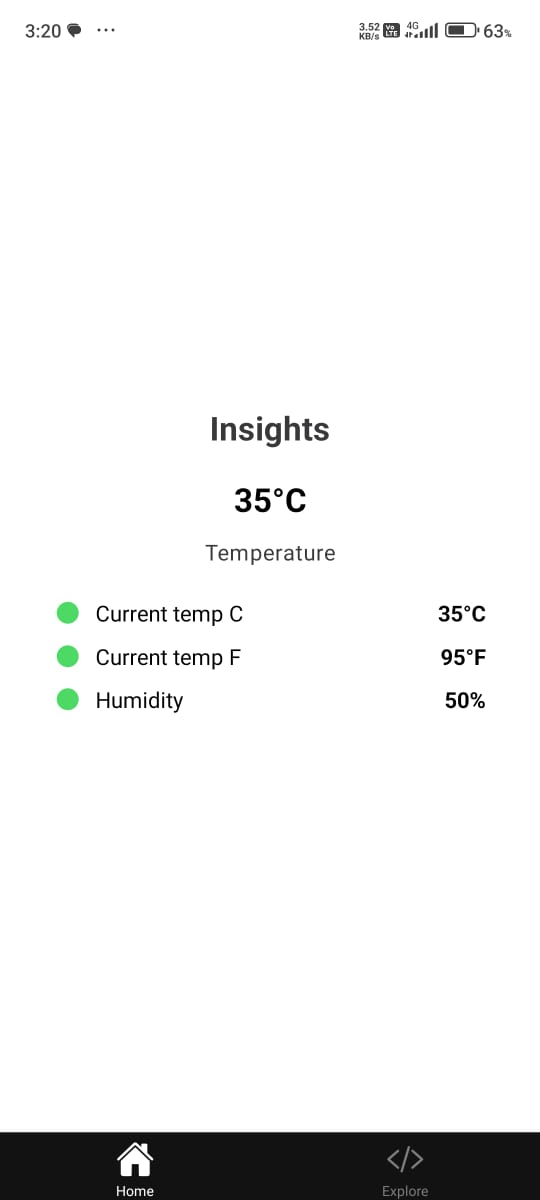 3:20 ... 3.52 KB/s Vo LTE 4G 63%
Insights
35°C
Temperature
Current temp C 35°C
Current temp F 95°F
Humidity 50%
Home Explore